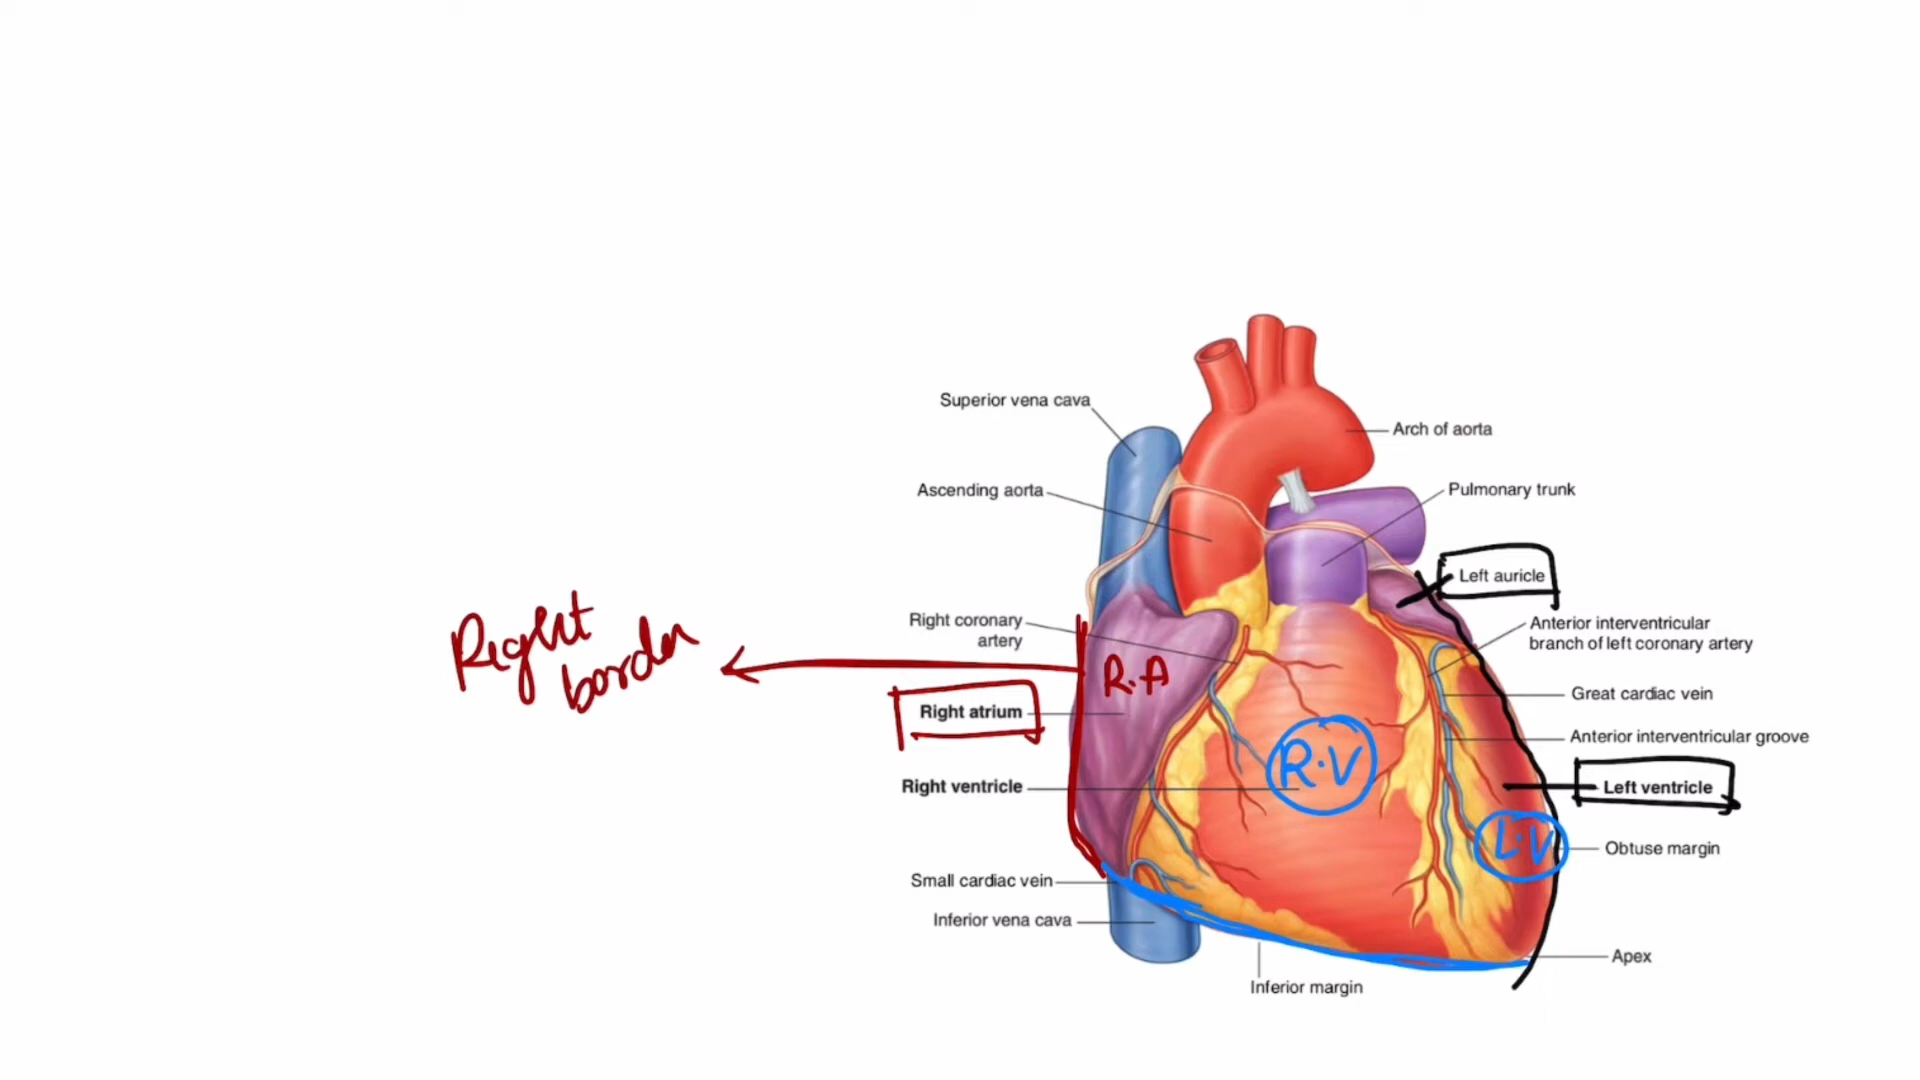 Superior vena cava
Arch of aorta
Ascending aorta
Pulmonary trunk
Left auricle
Right coronary
artery
Anterior interventricular
branch of left coronary artery
Right
border
R.A
Great cardiac vein
Right atrium
Anterior interventricular groove
R.V
Right ventricle
Left ventricle
L.V
Obtuse margin
Small cardiac vein
Inferior vena cava
Apex
Inferior margin